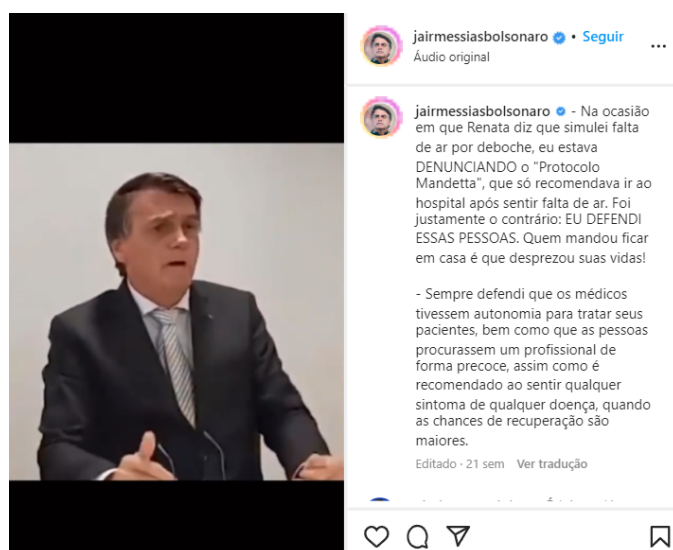 jairmessiasbolsonaro • Seguir
Áudio original
...
jairmessiasbolsonaro - Na ocasião
em que Renata diz que simulei falta
de ar por deboche, eu estava
DENUNCIANDO o "Protocolo
Mandetta", que só recomendava ir ao
hospital após sentir falta de ar. Foi
justamente o contrário: EU DEFENDI
ESSAS PESSOAS. Quem mandou ficar
em casa é que desprezou suas vidas!
- Sempre defendi que os médicos
tivessem autonomia para tratar seus
pacientes, bem como que as pessoas
procurassem um profissional de
forma precoce, assim como é
recomendado ao sentir qualquer
sintoma de qualquer doença, quando
as chances de recuperação são
maiores.
Editado · 21 sem Ver tradução